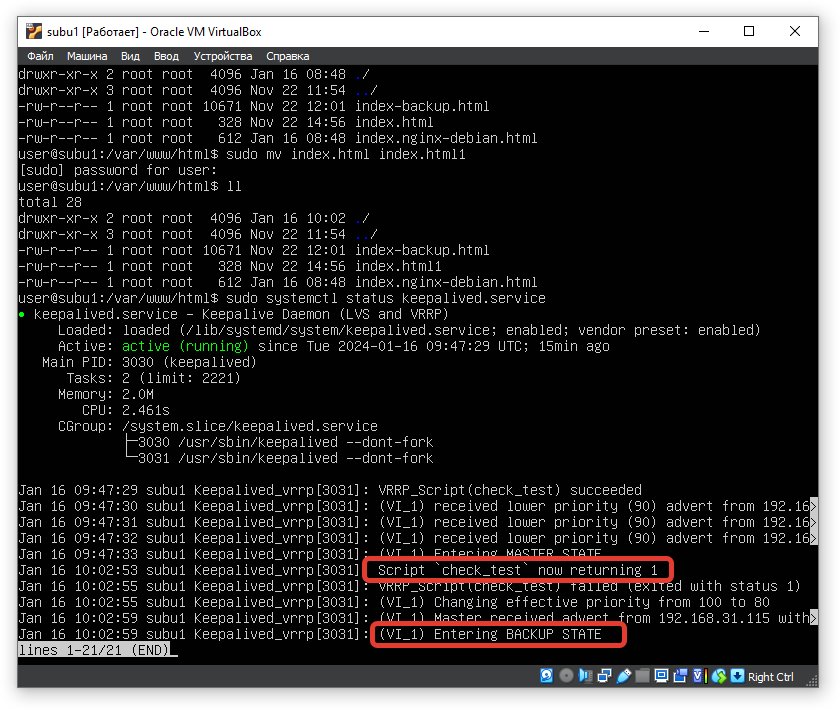 subu1 [Работает] - Oracle VM VirtualBox
Файл Машина Вид Ввод Устройства Справка
drwxr-xr-x 2 root root  4096 Jan 16 08:48 ./
drwxr-xr-x 3 root root  4096 Nov 22 11:54 ../
-rw-r--r-- 1 root root 10671 Nov 22 12:01 index-backup.html
-rw-r--r-- 1 root root   328 Nov 22 14:56 index.html
-rw-r--r-- 1 root root   612 Jan 16 08:48 index.nginx-debian.html
user@subu1:/var/www/html$ sudo mv index.html index.html1
[sudo] password for user:
user@subu1:/var/www/html$ ll
total 28
drwxr-xr-x 2 root root  4096 Jan 16 10:02 ./
drwxr-xr-x 3 root root  4096 Nov 22 11:54 ../
-rw-r--r-- 1 root root 10671 Nov 22 12:01 index-backup.html
-rw-r--r-- 1 root root   328 Nov 22 14:56 index.html1
-rw-r--r-- 1 root root   612 Jan 16 08:48 index.nginx-debian.html
user@subu1:/var/www/html$ sudo systemctl status keepalived.service
● keepalived.service - Keepalive Daemon (LVS and VRRP)
     Loaded: loaded (/lib/systemd/system/keepalived.service; enabled; vendor preset: enabled)
     Active: active (running) since Tue 2024-01-16 09:47:29 UTC; 15min ago
   Main PID: 3030 (keepalived)
      Tasks: 2 (limit: 2221)
     Memory: 2.0M
        CPU: 2.461s
     CGroup: /system.slice/keepalived.service
             ├─3030 /usr/sbin/keepalived --dont-fork
             └─3031 /usr/sbin/keepalived --dont-fork
Jan 16 09:47:29 subu1 Keepalived_vrrp[3031]: VRRP_Script(check_test) succeeded
Jan 16 09:47:30 subu1 Keepalived_vrrp[3031]: (VI_1) received lower priority (90) advert from 192.16>
Jan 16 09:47:31 subu1 Keepalived_vrrp[3031]: (VI_1) received lower priority (90) advert from 192.16>
Jan 16 09:47:32 subu1 Keepalived_vrrp[3031]: (VI_1) received lower priority (90) advert from 192.16>
Jan 16 09:47:33 subu1 Keepalived_vrrp[3031]: (VI_1) Entering MASTER STATE
Jan 16 10:02:53 subu1 Keepalived_vrrp[3031]: Script `check_test` now returning 1
Jan 16 10:02:55 subu1 Keepalived_vrrp[3031]: VRRP_Script(check_test) failed (exited with status 1)
Jan 16 10:02:55 subu1 Keepalived_vrrp[3031]: (VI_1) Changing effective priority from 100 to 80
Jan 16 10:02:59 subu1 Keepalived_vrrp[3031]: (VI_1) Master received advert from 192.168.31.115 with>
Jan 16 10:02:59 subu1 Keepalived_vrrp[3031]: (VI_1) Entering BACKUP STATE
lines 1-21/21 (END)
Right Ctrl